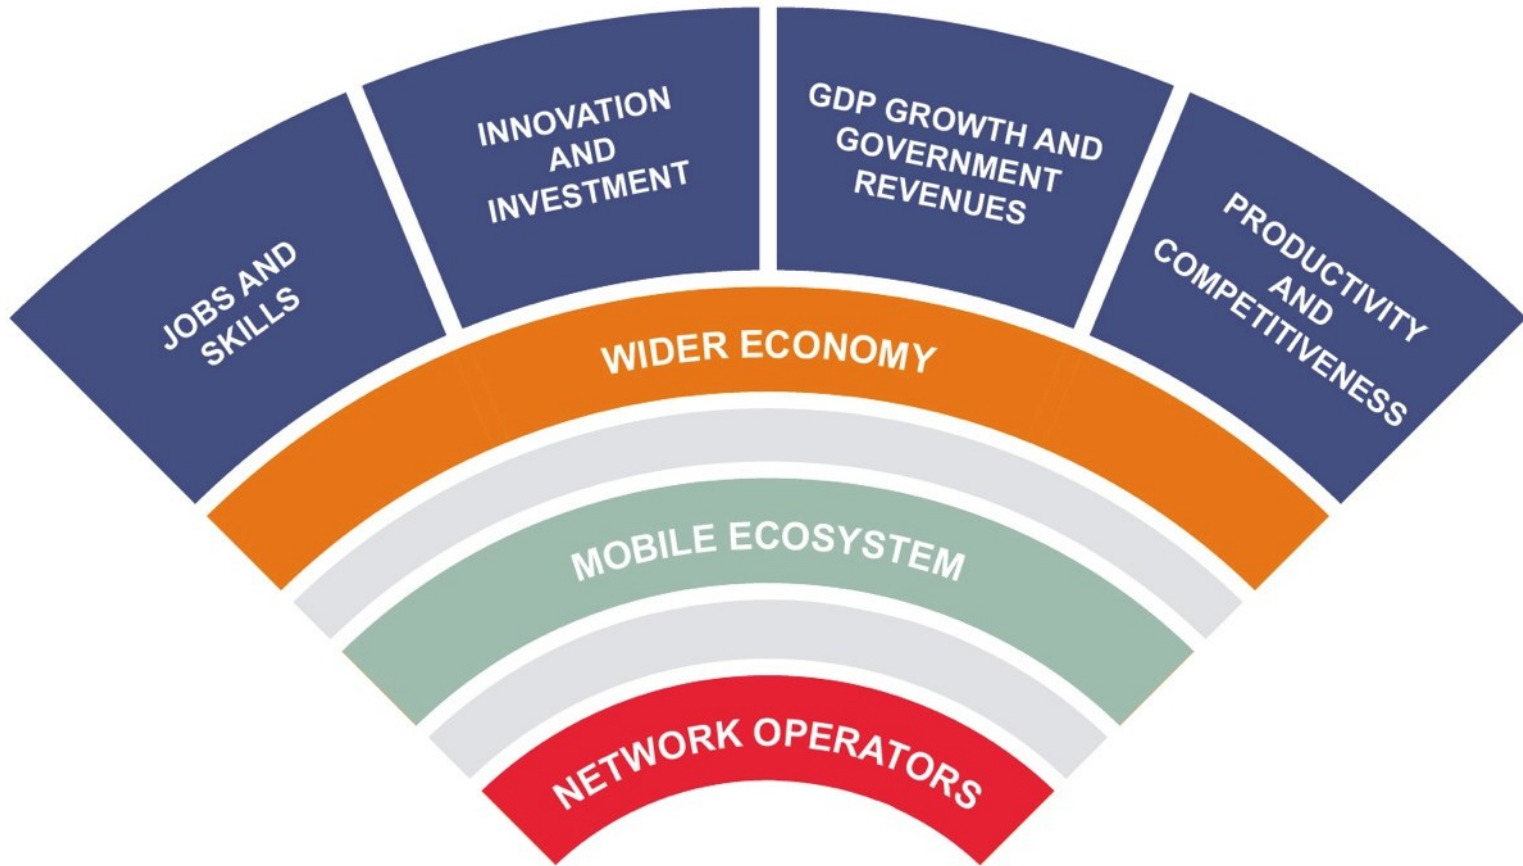 JOBS AND
SKILLS
INNOVATION
AND
INVESTMENT
GDP GROWTH AND
GOVERNMENT
REVENUES
PRODUCTIVITY
AND
COMPETITIVENESS
WIDER ECONOMY
MOBILE ECOSYSTEM
NETWORK OPERATORS